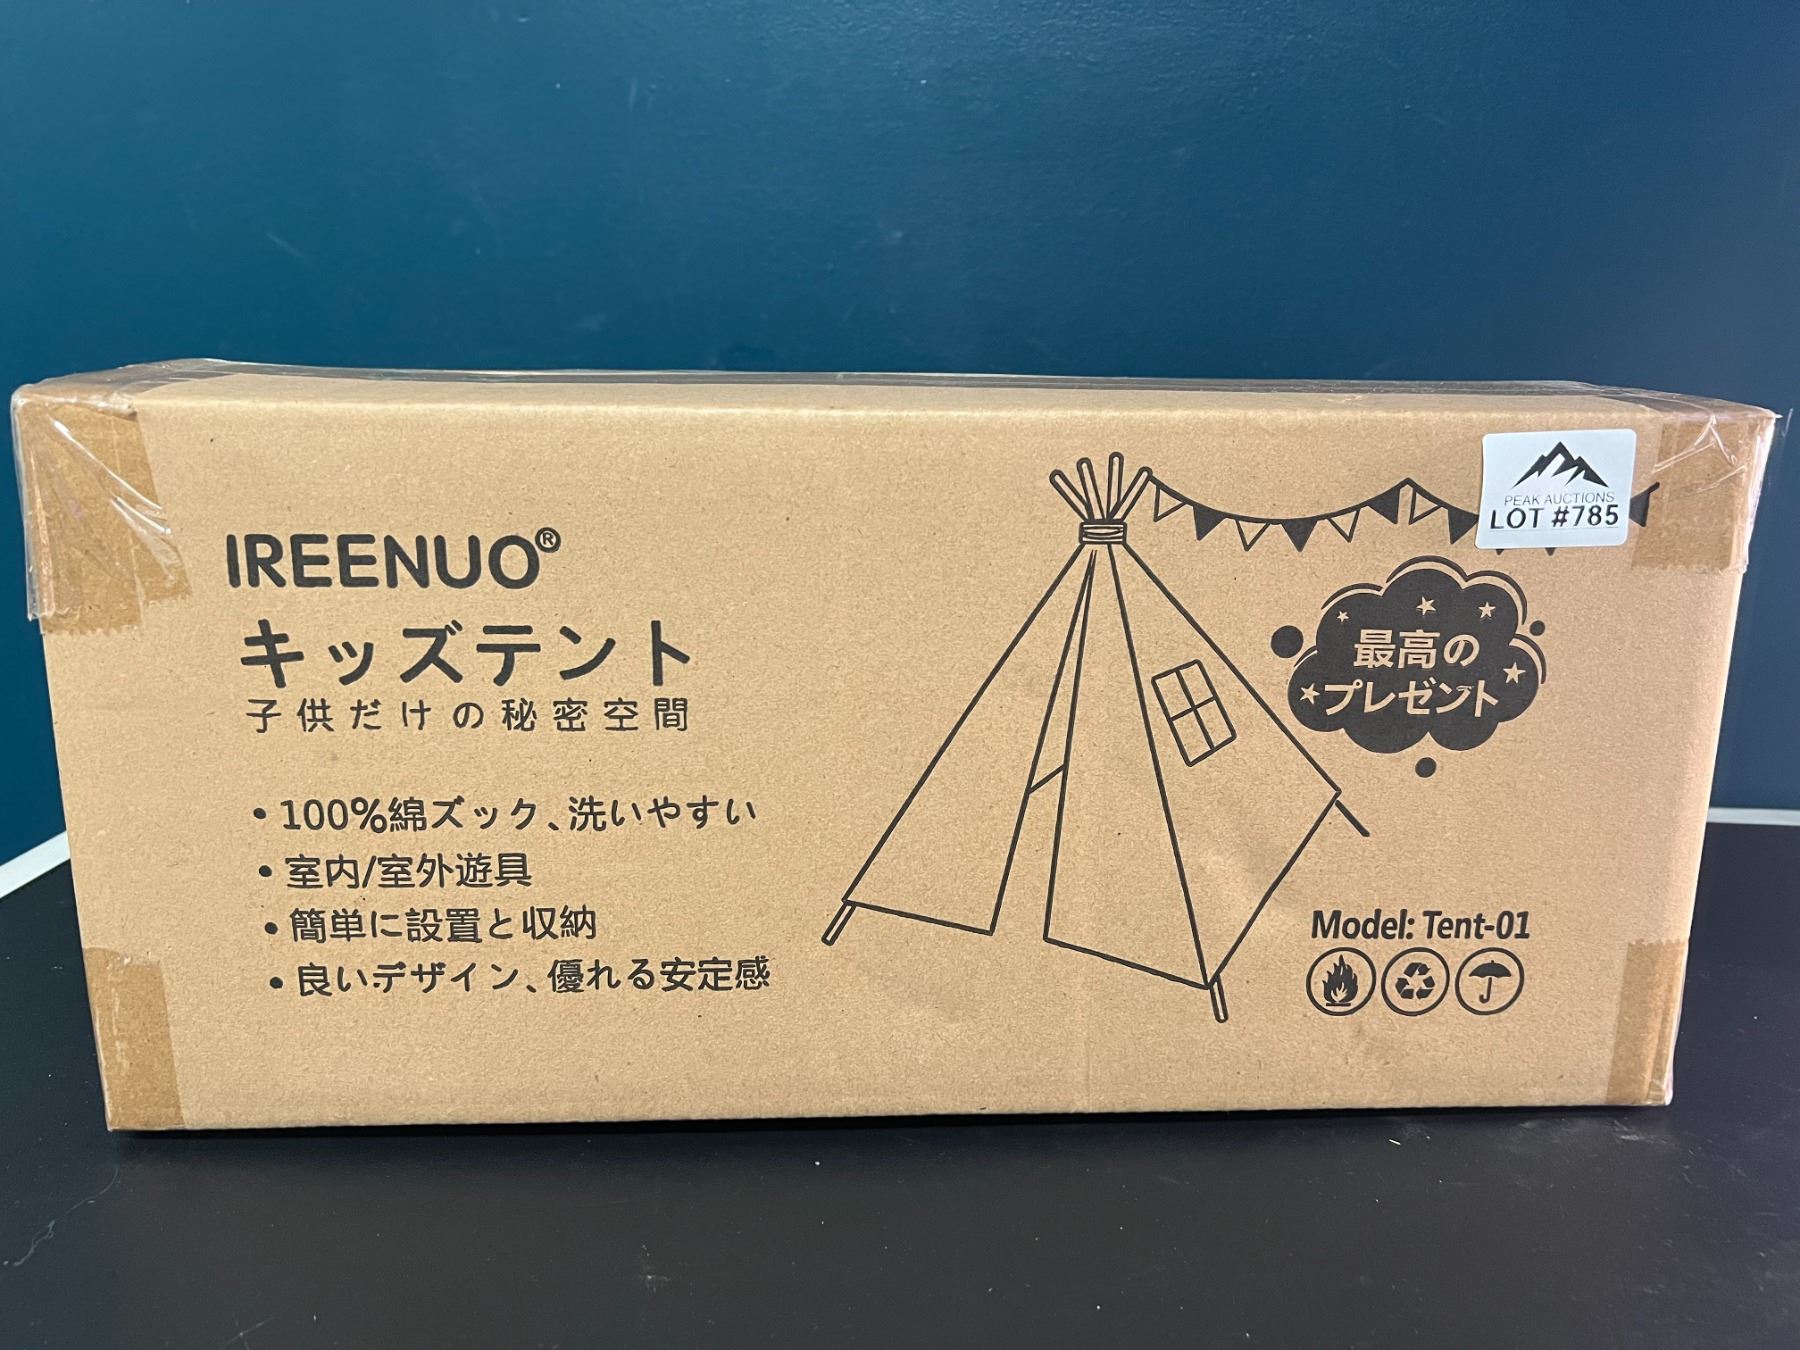 IREENUO®
キッズテント
子供だけの秘密空間
• 100%綿ズック、洗いやすい
• 室内/室外遊具
• 簡単に設置と収納
• 良いデザイン、優れる安定感
PEAK AUCTIONS
LOT #785
最高の
プレゼント
Model: Tent-01